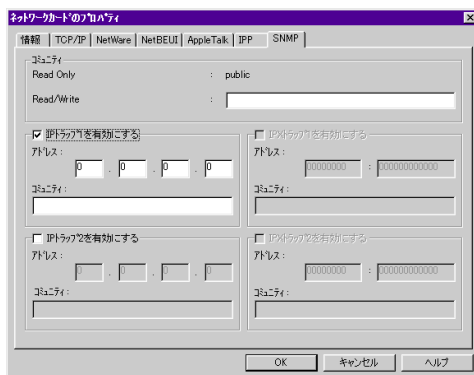 ネットワークカードのプロパティ
情報 TCP/IP NetWare NetBEUI AppleTalk IPP SNMP
コミュニティ
Read Only : public
Read/Write :
IPトラップ1を有効にする
アドレス :
0 . 0 . 0 . 0
コミュニティ :
IPXトラップ1を有効にする
アドレス :
00000000 : 000000000000
コミュニティ :
IPトラップ2を有効にする
アドレス :
0 . 0 . 0 . 0
コミュニティ :
IPXトラップ2を有効にする
アドレス :
00000000 : 000000000000
コミュニティ :
OK キャンセル ヘルプ